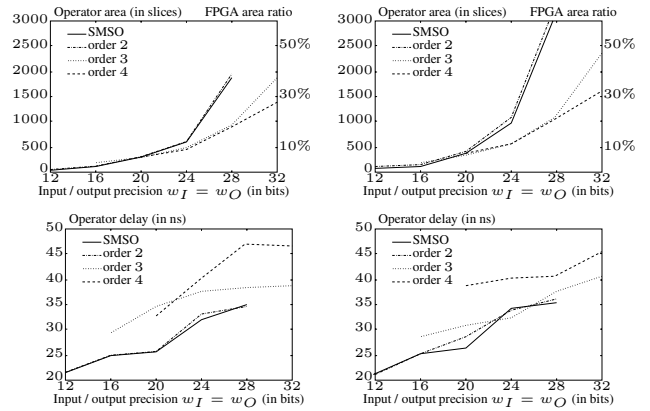 Operator area (in slices) FPGA area ratio
3000
2500
2000
1500
1000
500
0
SMSO
order 2
order 3
order 4
50%
30%
10%
12 16 20 24 28 32
Input / output precision w_I = w_O (in bits)
Operator area (in slices) FPGA area ratio
3000
2500
2000
1500
1000
500
0
SMSO
order 2
order 3
order 4
50%
30%
10%
12 16 20 24 28 32
Input / output precision w_I = w_O (in bits)
Operator delay (in ns)
50
45
40
35
30
25
20
SMSO
order 2
order 3
order 4
12 16 20 24 28 32
Input / output precision w_I = w_O (in bits)
Operator delay (in ns)
50
45
40
35
30
25
20
SMSO
order 2
order 3
order 4
12 16 20 24 28 32
Input / output precision w_I = w_O (in bits)